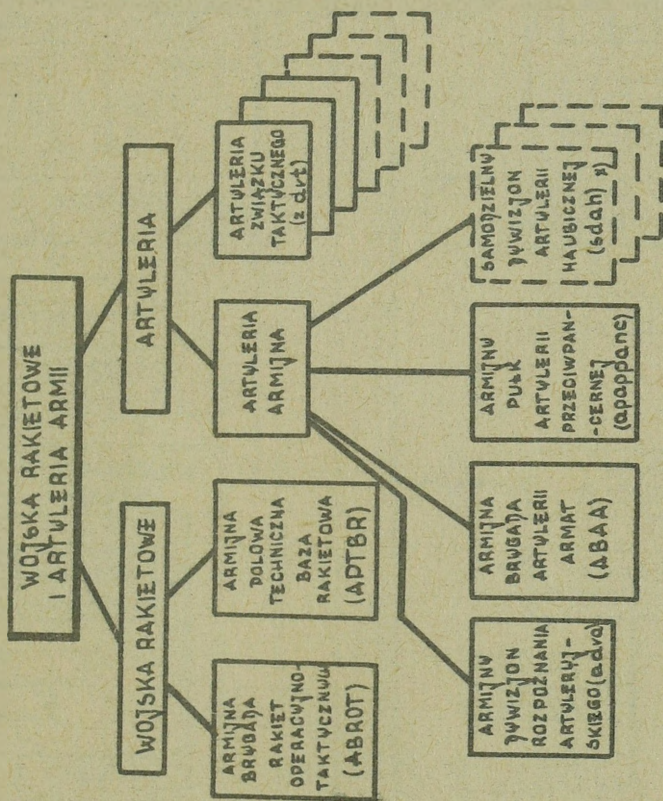 WOJSKA RAKIETOWE
I ARTYLERIA ARMII
WOJSKA RAKIETOWE
ARTYLERIA
ARMIJNA
BRYGADA
RAKIET
OPERACYJNO-
TAKTYCZNYCH
(ABROT)
ARMIJNA
POLOWA
TECHNICZNA
BAZA
RAKIETOWA
(APTBR)
ARTYLERIA
ARMIJNA
ARTYLERIA
ZWIĄZKU
TAKTYCZNEGO
(z drt)
ARMIJNY
DYWIZJON
ROZPOZNANIA
ARTYLERYJ-
SKIEGO (adra)
ARMIJNA
BRYGADA
ARTYLERII
ARMAT
(ABAA)
ARMIJNY
PUŁK
ARTYLERII
PRZECIWPAN-
-CERNEJ
(apappanc)
SAMODZIELNY
DYWIZJON
ARTYLERII
HAUBICZNEJ
(sdah) x)